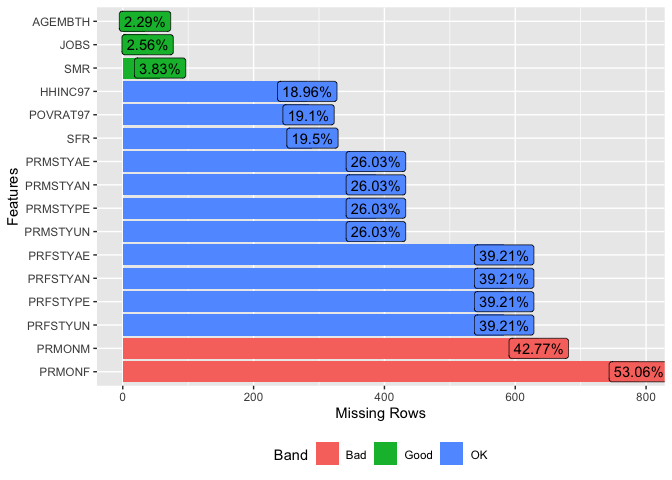 AGEMBTH 2.29%
JOBS 2.56%
SMR 3.83%
HHINC97 18.96%
POVRAT97 19.1%
SFR 19.5%
PRMSTYAE 26.03%
PRMSTYAN 26.03%
PRMSTYPE 26.03%
PRMSTYUN 26.03%
PRFSTYAE 39.21%
PRFSTYAN 39.21%
PRFSTYPE 39.21%
PRFSTYUN 39.21%
PRMONM 42.77%
PRMONF 53.06%
Features
0 200 400 600 800
Missing Rows
Band Bad Good OK